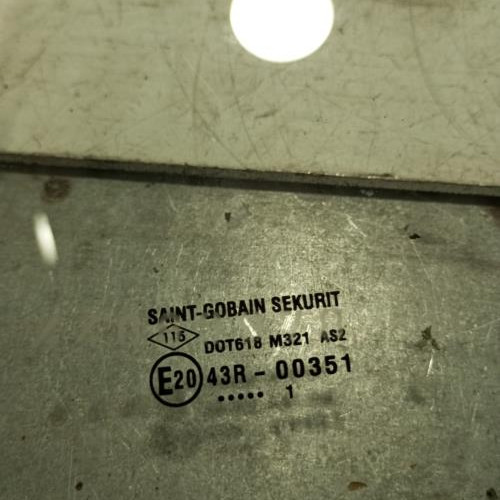 SAINT-GOBAIN SEKURIT
115 DOT618 M321 AS2
E20 43R - 00351
..... 1